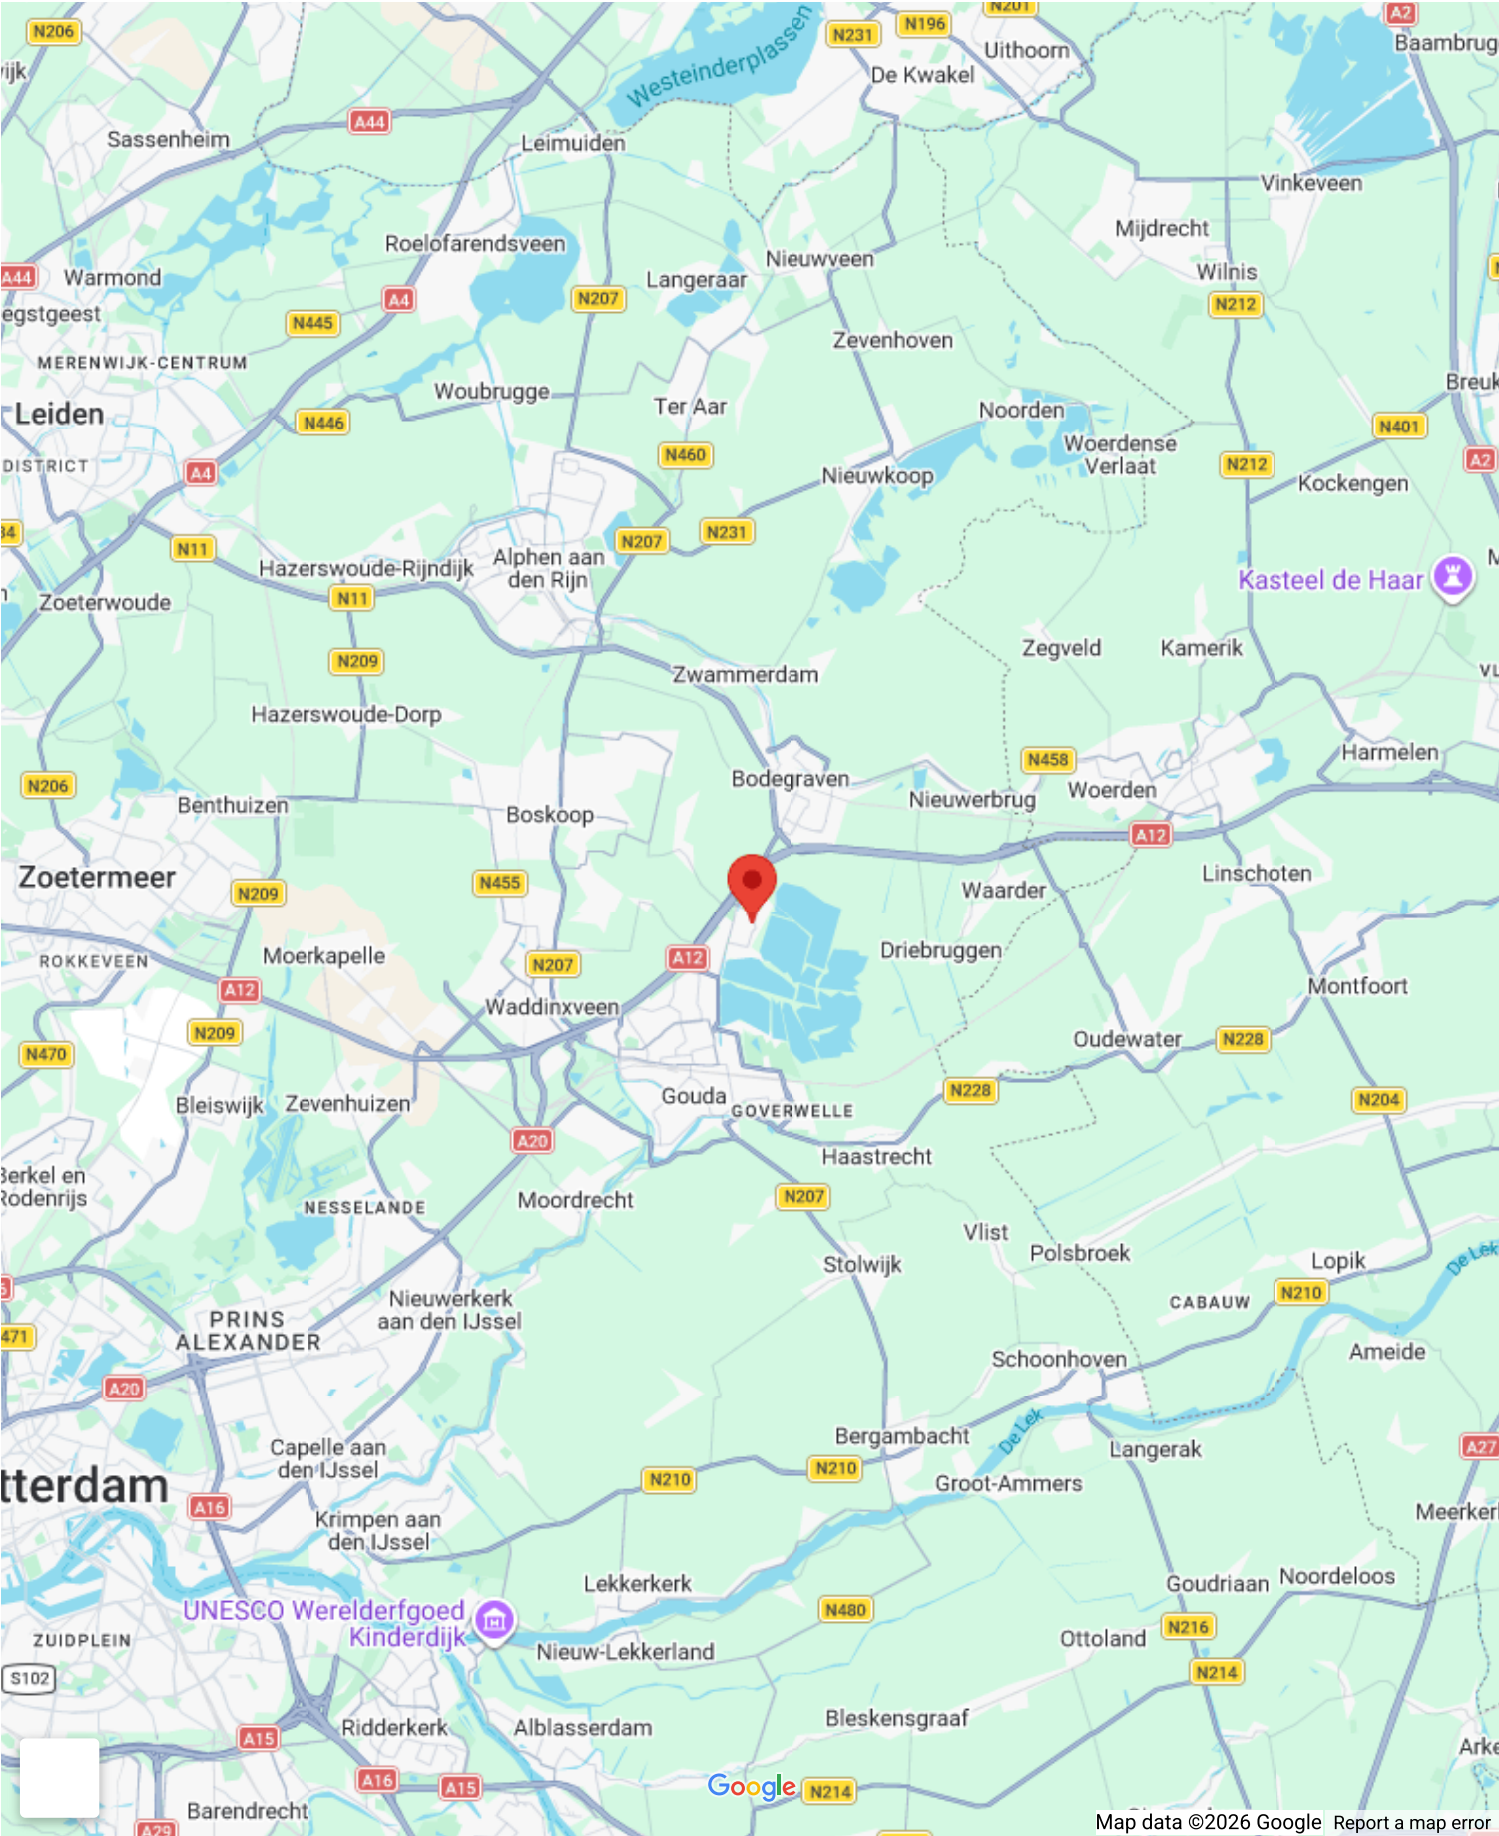 N206
N231
N196
N201
A2
Baambrug
Uithoorn
De Kwakel
Westeinderplassen
A44
Sassenheim
Leimuiden
Vinkeveen
Mijdrecht
Roelofarendsveen
Nieuwveen
Langeraar
Wilnis
A44
Warmond
A4
N207
N212
egstgeest
N445
Zevenhoven
MERENWIJK-CENTRUM
Breuk
Woubrugge
Ter Aar
Noorden
Leiden
N446
N401
Woerdense
Verlaat
N460
DISTRICT
A4
N212
A2
Nieuwkoop
Kockengen
N231
N207
N11
Alphen aan
den Rijn
Hazerswoude-Rijndijk
Kasteel de Haar
N11
Zoeterwoude
N209
Zegveld
Kamerik
Zwammerdam
Hazerswoude-Dorp
N458
Harmelen
Bodegraven
N206
Nieuwerbrug
Woerden
Benthuizen
Boskoop
A12
Zoetermeer
N455
N209
Waarder
Linschoten
Driebruggen
ROKKEVEEN
Moerkapelle
A12
N207
A12
Montfoort
Waddinxveen
N209
Oudewater
N228
N470
Gouda
N228
Bleiswijk
Zevenhuizen
GOVERWELLE
N204
A20
Haastrecht
Berkel en
Rodenrijs
NESSELANDE
Moordrecht
N207
Vlist
Polsbroek
De Lek
Stolwijk
Lopik
N210
CABAUW
Nieuwerkerk
aan den IJssel
PRINS
ALEXANDER
471
Ameide
Schoonhoven
A20
De Lek
Bergambacht
Langerak
A27
Capelle aan
den IJssel
N210
N210
Groot-Ammers
tterdam
A16
Meerker
Krimpen aan
den IJssel
Lekkerkerk
Goudriaan
Noordeloos
UNESCO Werelderfgoed
Kinderdijk
N480
N216
ZUIDPLEIN
Ottoland
Nieuw-Lekkerland
S102
N214
Bleskensgraaf
Ridderkerk
Alblasserdam
A15
Arke
A16
A15
Google
N214
Barendrecht
A29
Map data ©2026 Google
Report a map error